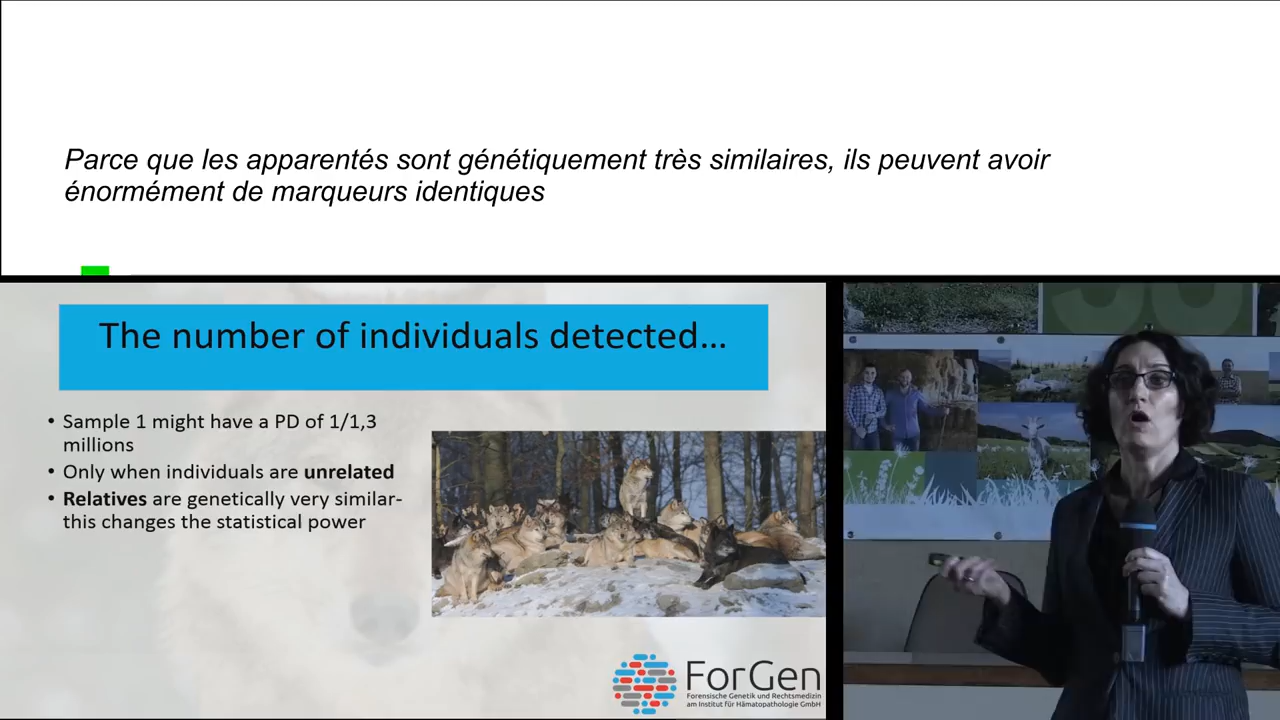 Parce que les apparentés sont génétiquement très similaires, ils peuvent avoir
énormément de marqueurs identiques
The number of individuals detected...
• Sample 1 might have a PD of 1/1,3
millions
• Only when individuals are unrelated
• Relatives are genetically very similar-
this changes the statistical power
ForGen
Forensische Genetik und Rechtsmedizin
am Institut für Hämatopathologie GmbH